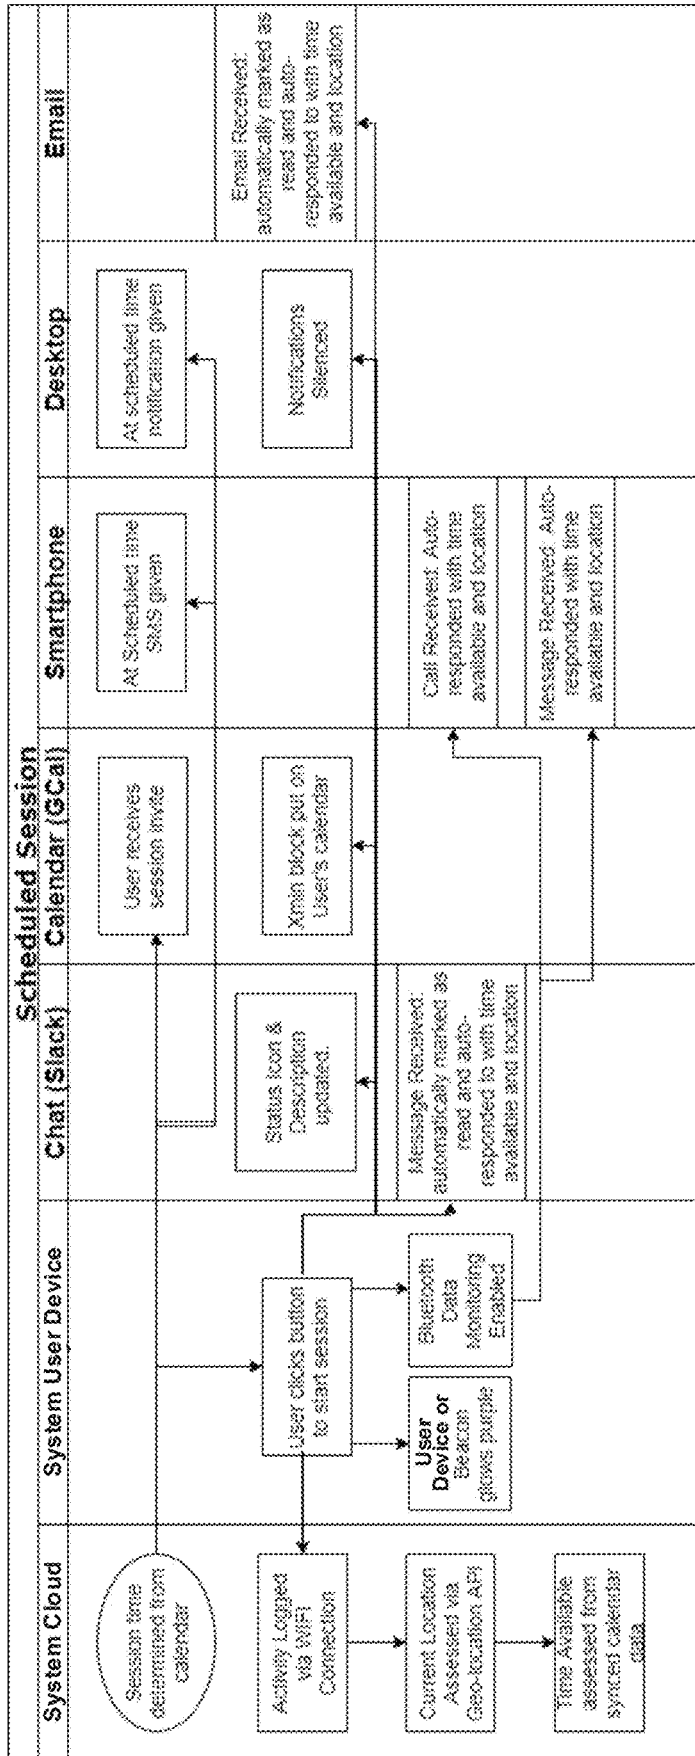 Scheduled Session
System Cloud
System User Device
Chat (Slack)
Calendar (GCal)
Smartphone
Desktop
Email
Session time
determined from
calendar
Activity Logged
via WiFi
Connection
Current Location
Assessed via
Geo-location API
Time Available
assessed from
synced calendar
data
User clicks button
to start session
User
Device or
Beacon
glows purple
Bluetooth
Data
Monitoring
Enabled
Status Icon &
Description
updated.
Message Received:
automatically marked as
read and auto-
responded to with time
available and location
User receives
session invite
Xmin block put on
User's calendar
At Scheduled time
SMS given
Call Received: Auto-
responded with time
available and location
Message Received: Auto-
responded with time
available and location
At scheduled time
notification given
Notifications
Silenced
Email Received:
automatically marked as
read and auto-
responded to with time
available and location